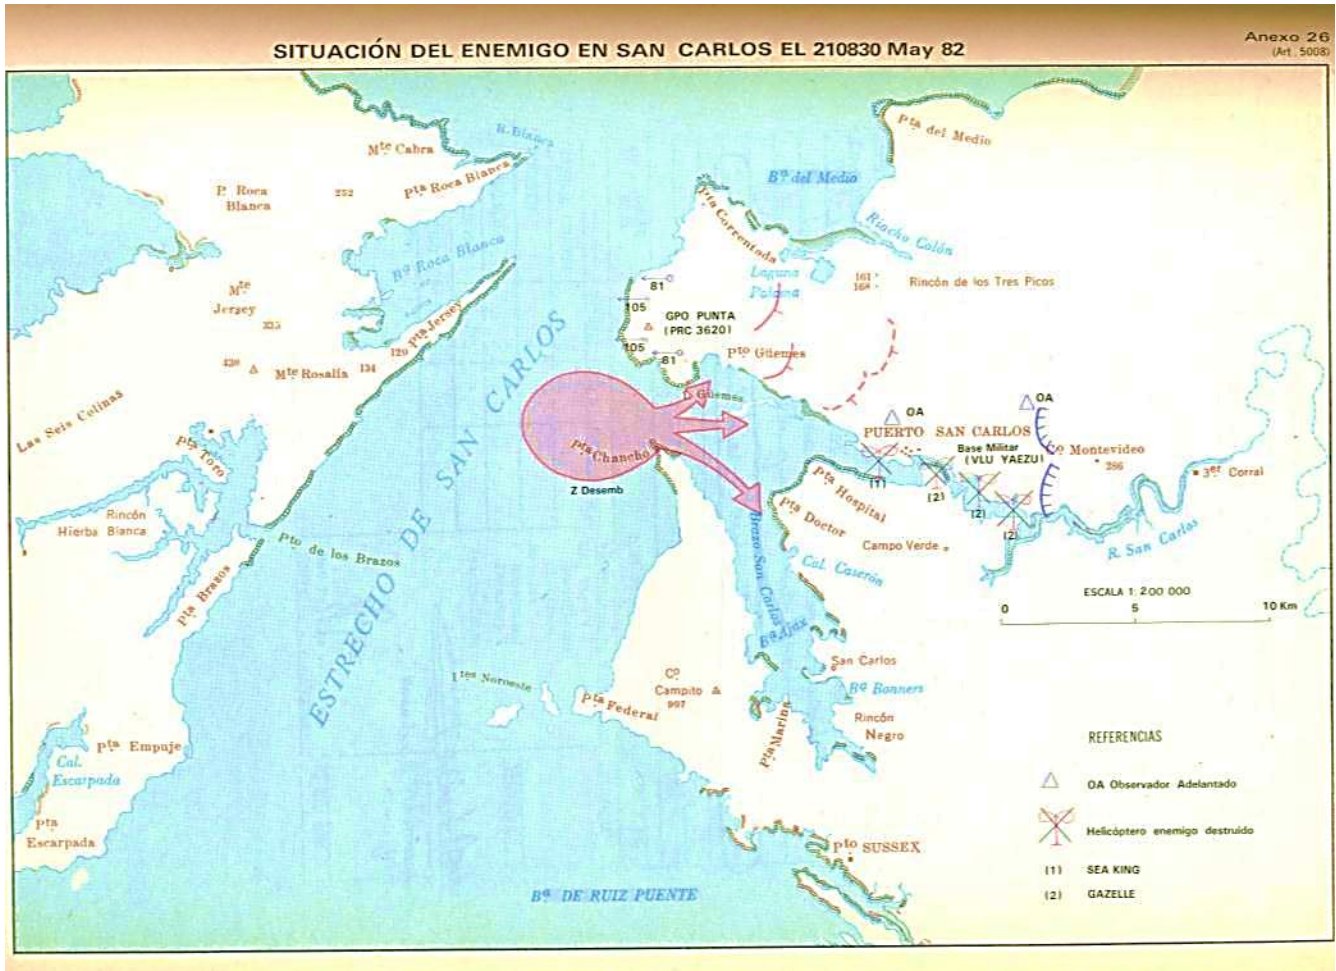 Anexo 26
(Art. 5008)
SITUACIÓN DEL ENEMIGO EN SAN CARLOS EL 210830 May 82
R. Blanca
Mte Cabra
Pta Roca Blanca
P. Roca
Blanca
252
Pta del Medio
Bª del Medio
Pta Correntada
Riacho Colón
Laguna
Paloma
161
168
Rincón de los Tres Picos
Bª Roca Blanca
Mte
Jersey
335
Pta Jersey
129
134
438
Mte Rosalía
81
105
GPO PUNTA
(PRC 3620)
105
81
Pto Güemes
Güemes
Las Seis Colinas
ESTRECHO DE SAN CARLOS
Pta Chancho
Z Desemb
OA
OA
PUERTO SAN CARLOS
Base Militar
(VLU YAEZU)
Cº Montevideo
286
3er Corral
(1)
(2)
(2)
(2)
Pta Toro
Rincón
Hierba Blanca
Pto de los Brazos
Pta Brazos
Pta Hospital
Pta Doctor
Campo Verde
R. San Carlos
Brazo San Carlos
Cal. Caserón
ESCALA 1: 200 000
0
5
10 Km
Bª Ajax
San Carlos
Bª Bonners
Ites Noroeste
Cº
Campito
907
Pta Federal
Pta Marina
Rincón
Negro
Pta Empuje
Cal.
Escarpada
Pta
Escarpada
Pto SUSSEX
Bª DE RUIZ PUENTE
REFERENCIAS
OA Observador Adelantado
Helicóptero enemigo destruído
(1) SEA KING
(2) GAZELLE